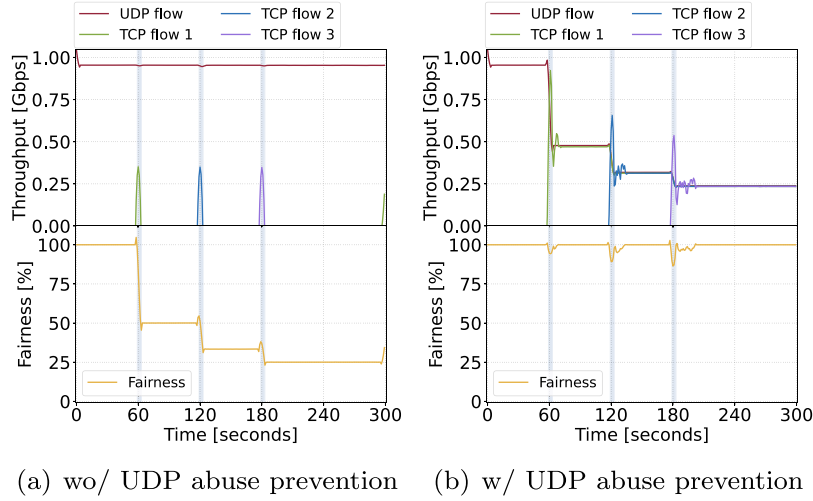 UDP flow TCP flow 2
TCP flow 1 TCP flow 3
Throughput [Gbps]
1.00
0.75
0.50
0.25
0.00
Fairness [%]
100
75
50
25
0
Fairness
0 60 120 180 240 300
Time [seconds]
(a) wo/ UDP abuse prevention
UDP flow TCP flow 2
TCP flow 1 TCP flow 3
Throughput [Gbps]
1.00
0.75
0.50
0.25
0.00
Fairness [%]
100
75
50
25
0
Fairness
0 60 120 180 240 300
Time [seconds]
(b) w/ UDP abuse prevention